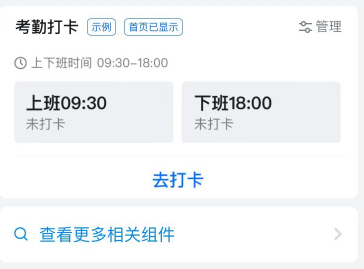 考勤打卡 示例 首页已显示 管理
上下班时间 09:30-18:00
上班09:30 下班18:00
未打卡 未打卡
去打卡
查看更多相关组件